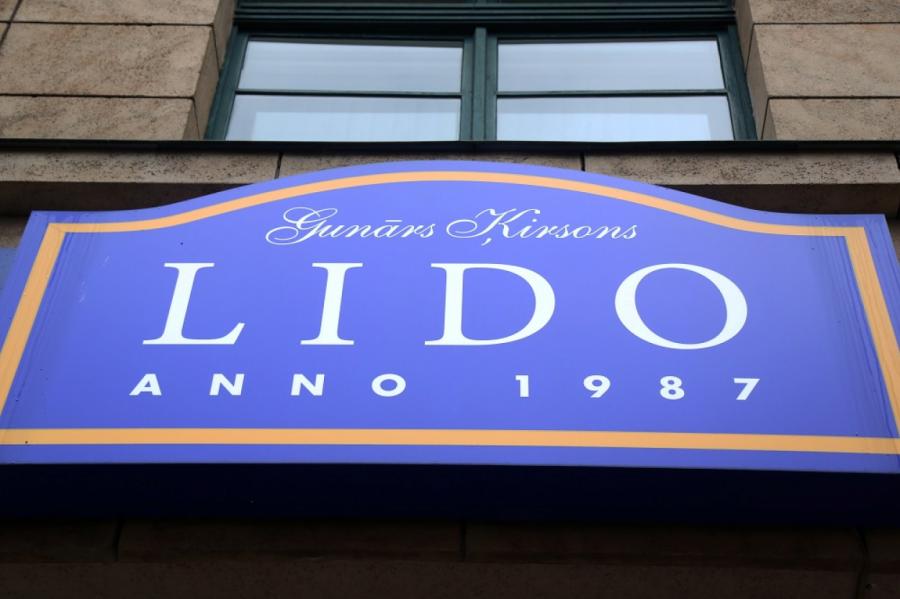 Gunārs Ķirsons
LIDO
ANNO 1987